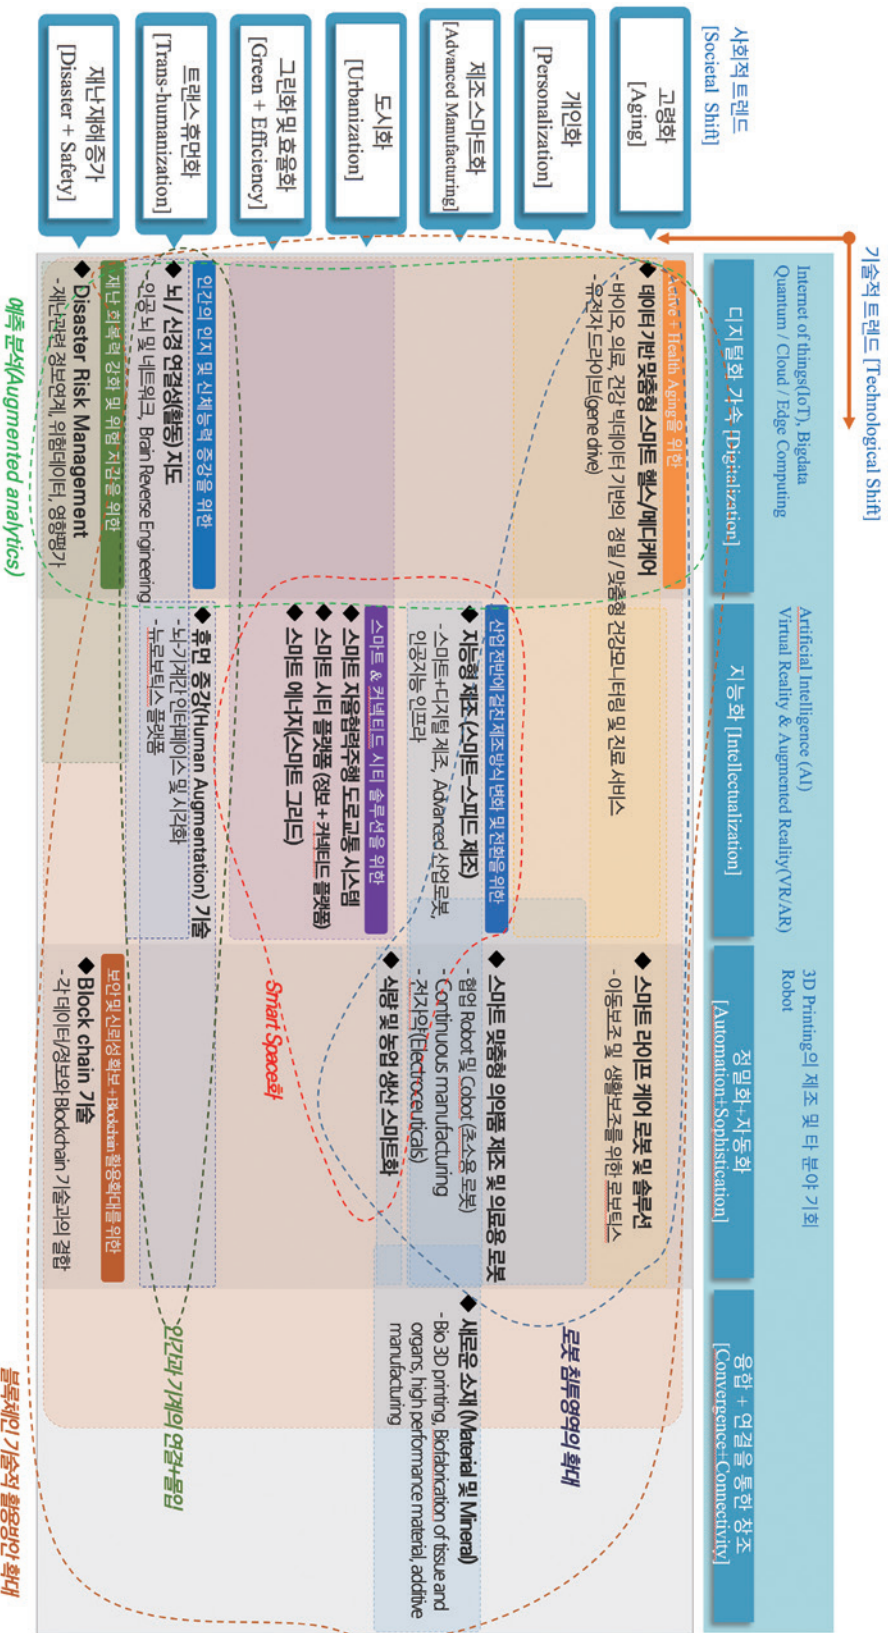 기술적 트렌드 [Technological Shift]
사회적 트렌드
[Societal Shift]
Internet of things(IoT), Bigdata
Quantum / Cloud / Edge Computing
Artificial Intelligence (AI)
Virtual Reality & Augmented Reality(VR/AR)
3D Printing의 제조 및 타 분야 기회
Robot
디지털화 가속 [Digitalization]
지능화 [Intellectualization]
정밀화+자동화
[Automation+Sophistication]
융합 + 연결을 통한 창조
[Convergence+Connectivity]
고령화
[Aging]
개인화
[Personalization]
제조 스마트화
[Advanced Manufacturing]
도시화
[Urbanization]
그린화 및 효율화
[Green + Efficiency]
트랜스 휴먼화
[Trans-humanization]
재난 재해 증가
[Disaster + Safety]
Active + Health Aging을 위한
◆ 데이터 기반 맞춤형 스마트 헬스/메디케어
- 바이오, 의료, 건강 빅데이터 기반의 정밀 / 맞춤형 건강모니터링 및 진료 서비스
- 유전자 드라이브(gene drive)
◆ 스마트 라이프 케어 로봇 및 솔루션
- 이동보조 및 생활보조를 위한 로보틱스
로봇 침투영역의 확대
산업 전반에 걸친 제조 방식 변화 및 전환을 위한
◆ 지능형 제조 (스마트-스피드 제조)
- 스마트+디지털 제조, Advanced 산업로봇,
인공지능 인프라
◆ 스마트 맞춤형 의약품 제조 및 의료용 로봇
- 협업 Robot 및 Cobot (초소용 로봇)
- Continuous manufacturing
- 전자약(Electroceuticals)
◆ 식량 및 농업 생산 스마트화
◆ 새로운 소재 (Material 및 Mineral)
- Bio 3D printing, Biofabrication of tissue and
organs, high performance material, additive
manufacturing
스마트 & 커넥티드 시티 솔루션을 위한
◆ 스마트 자율협력주행 도로교통 시스템
◆ 스마트 시티 플랫폼 (정보 + 커넥티드 플랫폼)
◆ 스마트 에너지(스마트 그리드)
Smart Space화
인간의 인지 및 신체능력 증강을 위한
◆ 뇌 / 신경 연결성(활동) 지도
- 인공 뇌 및 네트워크, Brain Reverse Engineering
◆ 휴먼 증강(Human Augmentation) 기술
- 뇌-기계간 인터페이스 및 시각화
- 뉴로보틱스 플랫폼
인간과 기계의 연결+몰입
재난 회복력 강화 및 위험 저감을 위한
◆ Disaster Risk Management
- 재난관련 정보연계, 위험데이터, 영향평가
보안 및 신뢰성 확보 + Blockchain 활용확대를 위한
◆ Block chain 기술
- 각 데이터/정보와 Blockchain 기술과의 결합
예측 분석(Augmented analytics)
블록체인 기술적 활용방안 확대